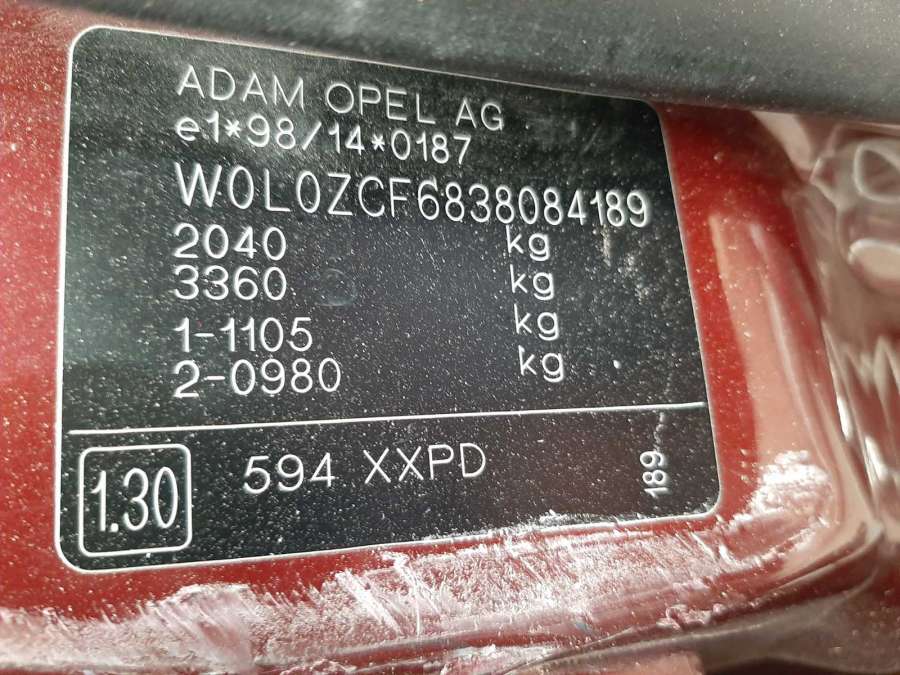 ADAM OPEL AG
e1*98/14*0187
W0L0ZCF6838084189
2040 kg
3360 kg
1-1105 kg
2-0980 kg
1.30 594 XXPD 189